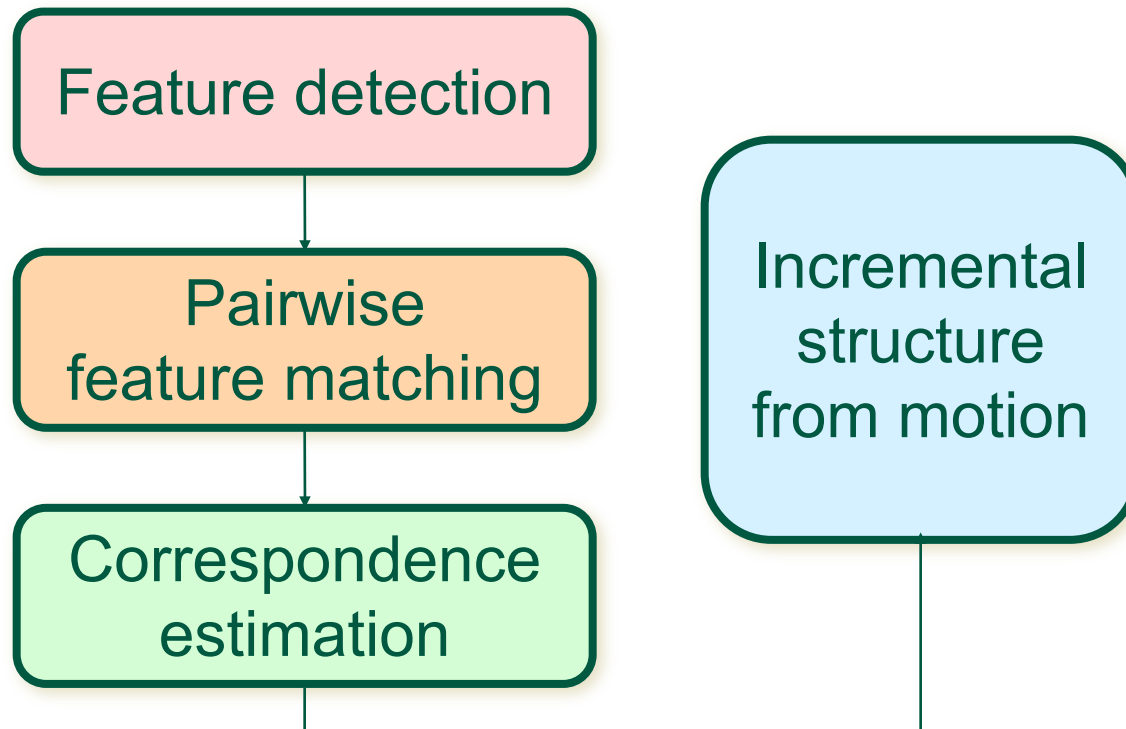 Feature detection
Pairwise
feature matching
Correspondence
estimation
Incremental
structure
from motion